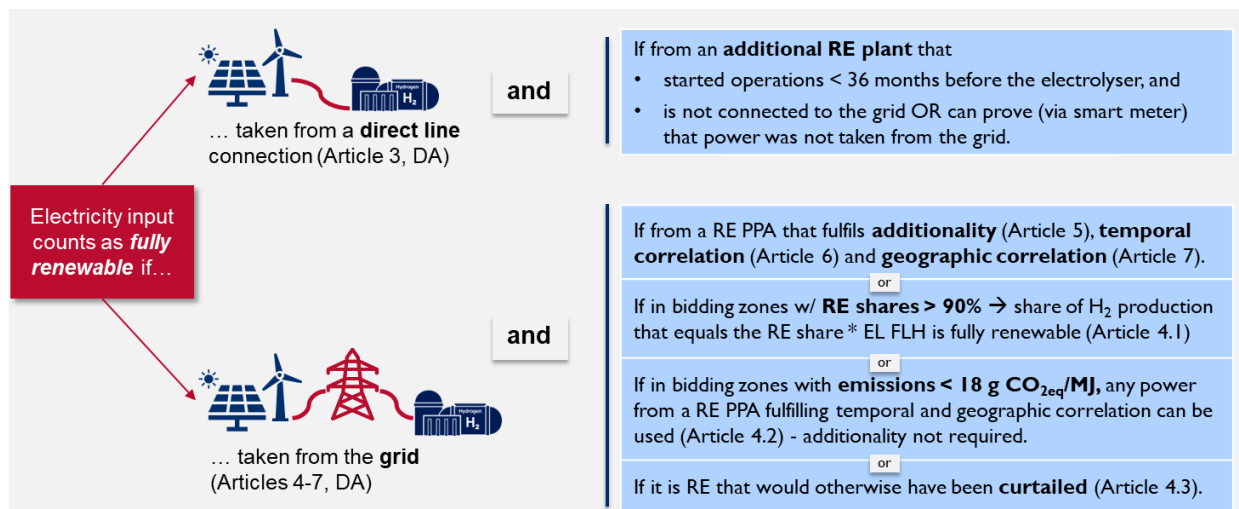 Electricity input
counts as fully
renewable if…
Hydrogen
H2
… taken from a direct line
connection (Article 3, DA)
and
If from an additional RE plant that
• started operations < 36 months before the electrolyser, and
• is not connected to the grid OR can prove (via smart meter)
that power was not taken from the grid.
Hydrogen
H2
… taken from the grid
(Articles 4-7, DA)
and
If from a RE PPA that fulfils additionality (Article 5), temporal
correlation (Article 6) and geographic correlation (Article 7).
or
If in bidding zones w/ RE shares > 90% → share of H2 production
that equals the RE share * EL FLH is fully renewable (Article 4.1)
or
If in bidding zones with emissions < 18 g CO2eq/MJ, any power
from a RE PPA fulfilling temporal and geographic correlation can be
used (Article 4.2) - additionality not required.
or
If it is RE that would otherwise have been curtailed (Article 4.3).